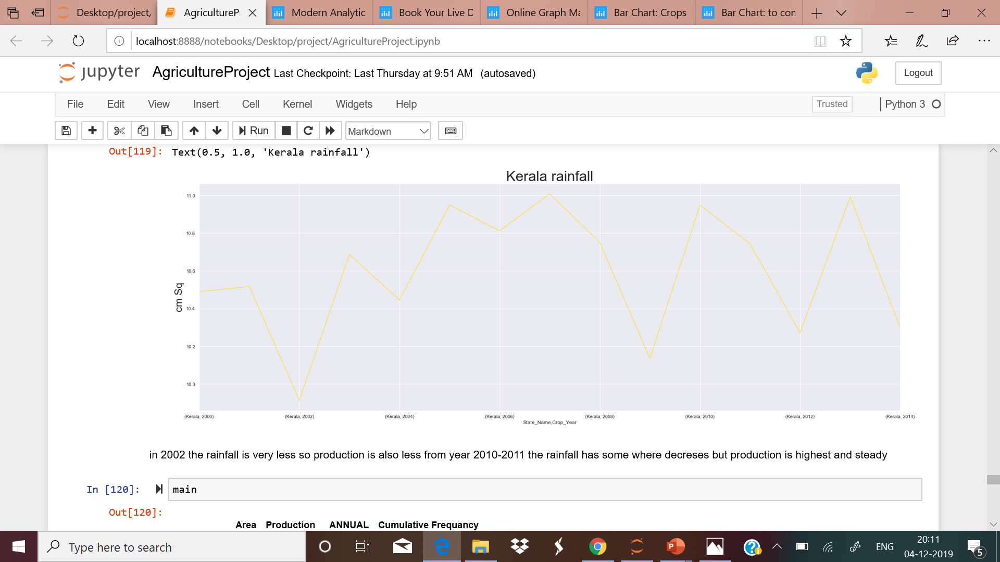 Desktop/project/
AgricultureP
Modern Analytic
Book Your Live D
Online Graph Ma
Bar Chart: Crops
Bar Chart: to con
localhost:8888/notebooks/Desktop/project/AgricultureProject.ipynb
jupyter AgricultureProject Last Checkpoint: Last Thursday at 9:51 AM (autosaved)
Logout
File Edit View Insert Cell Kernel Widgets Help
Trusted
Python 3
Run
Markdown
Out[119]: Text(0.5, 1.0, 'Kerala rainfall')
Kerala rainfall
11.0
10.8
10.6
10.4
10.2
10.0
cm Sq
(Kerala, 2000) (Kerala, 2002) (Kerala, 2004) (Kerala, 2006) (Kerala, 2008) (Kerala, 2010) (Kerala, 2012) (Kerala, 2014)
State_Name,Crop_Year
in 2002 the rainfall is very less so production is also less from year 2010-2011 the rainfall has some where decreses but production is highest and steady
In [120]: main
Out[120]:
Area Production ANNUAL Cumulative Frequancy
Type here to search
P
ENG
20:11
04-12-2019
5